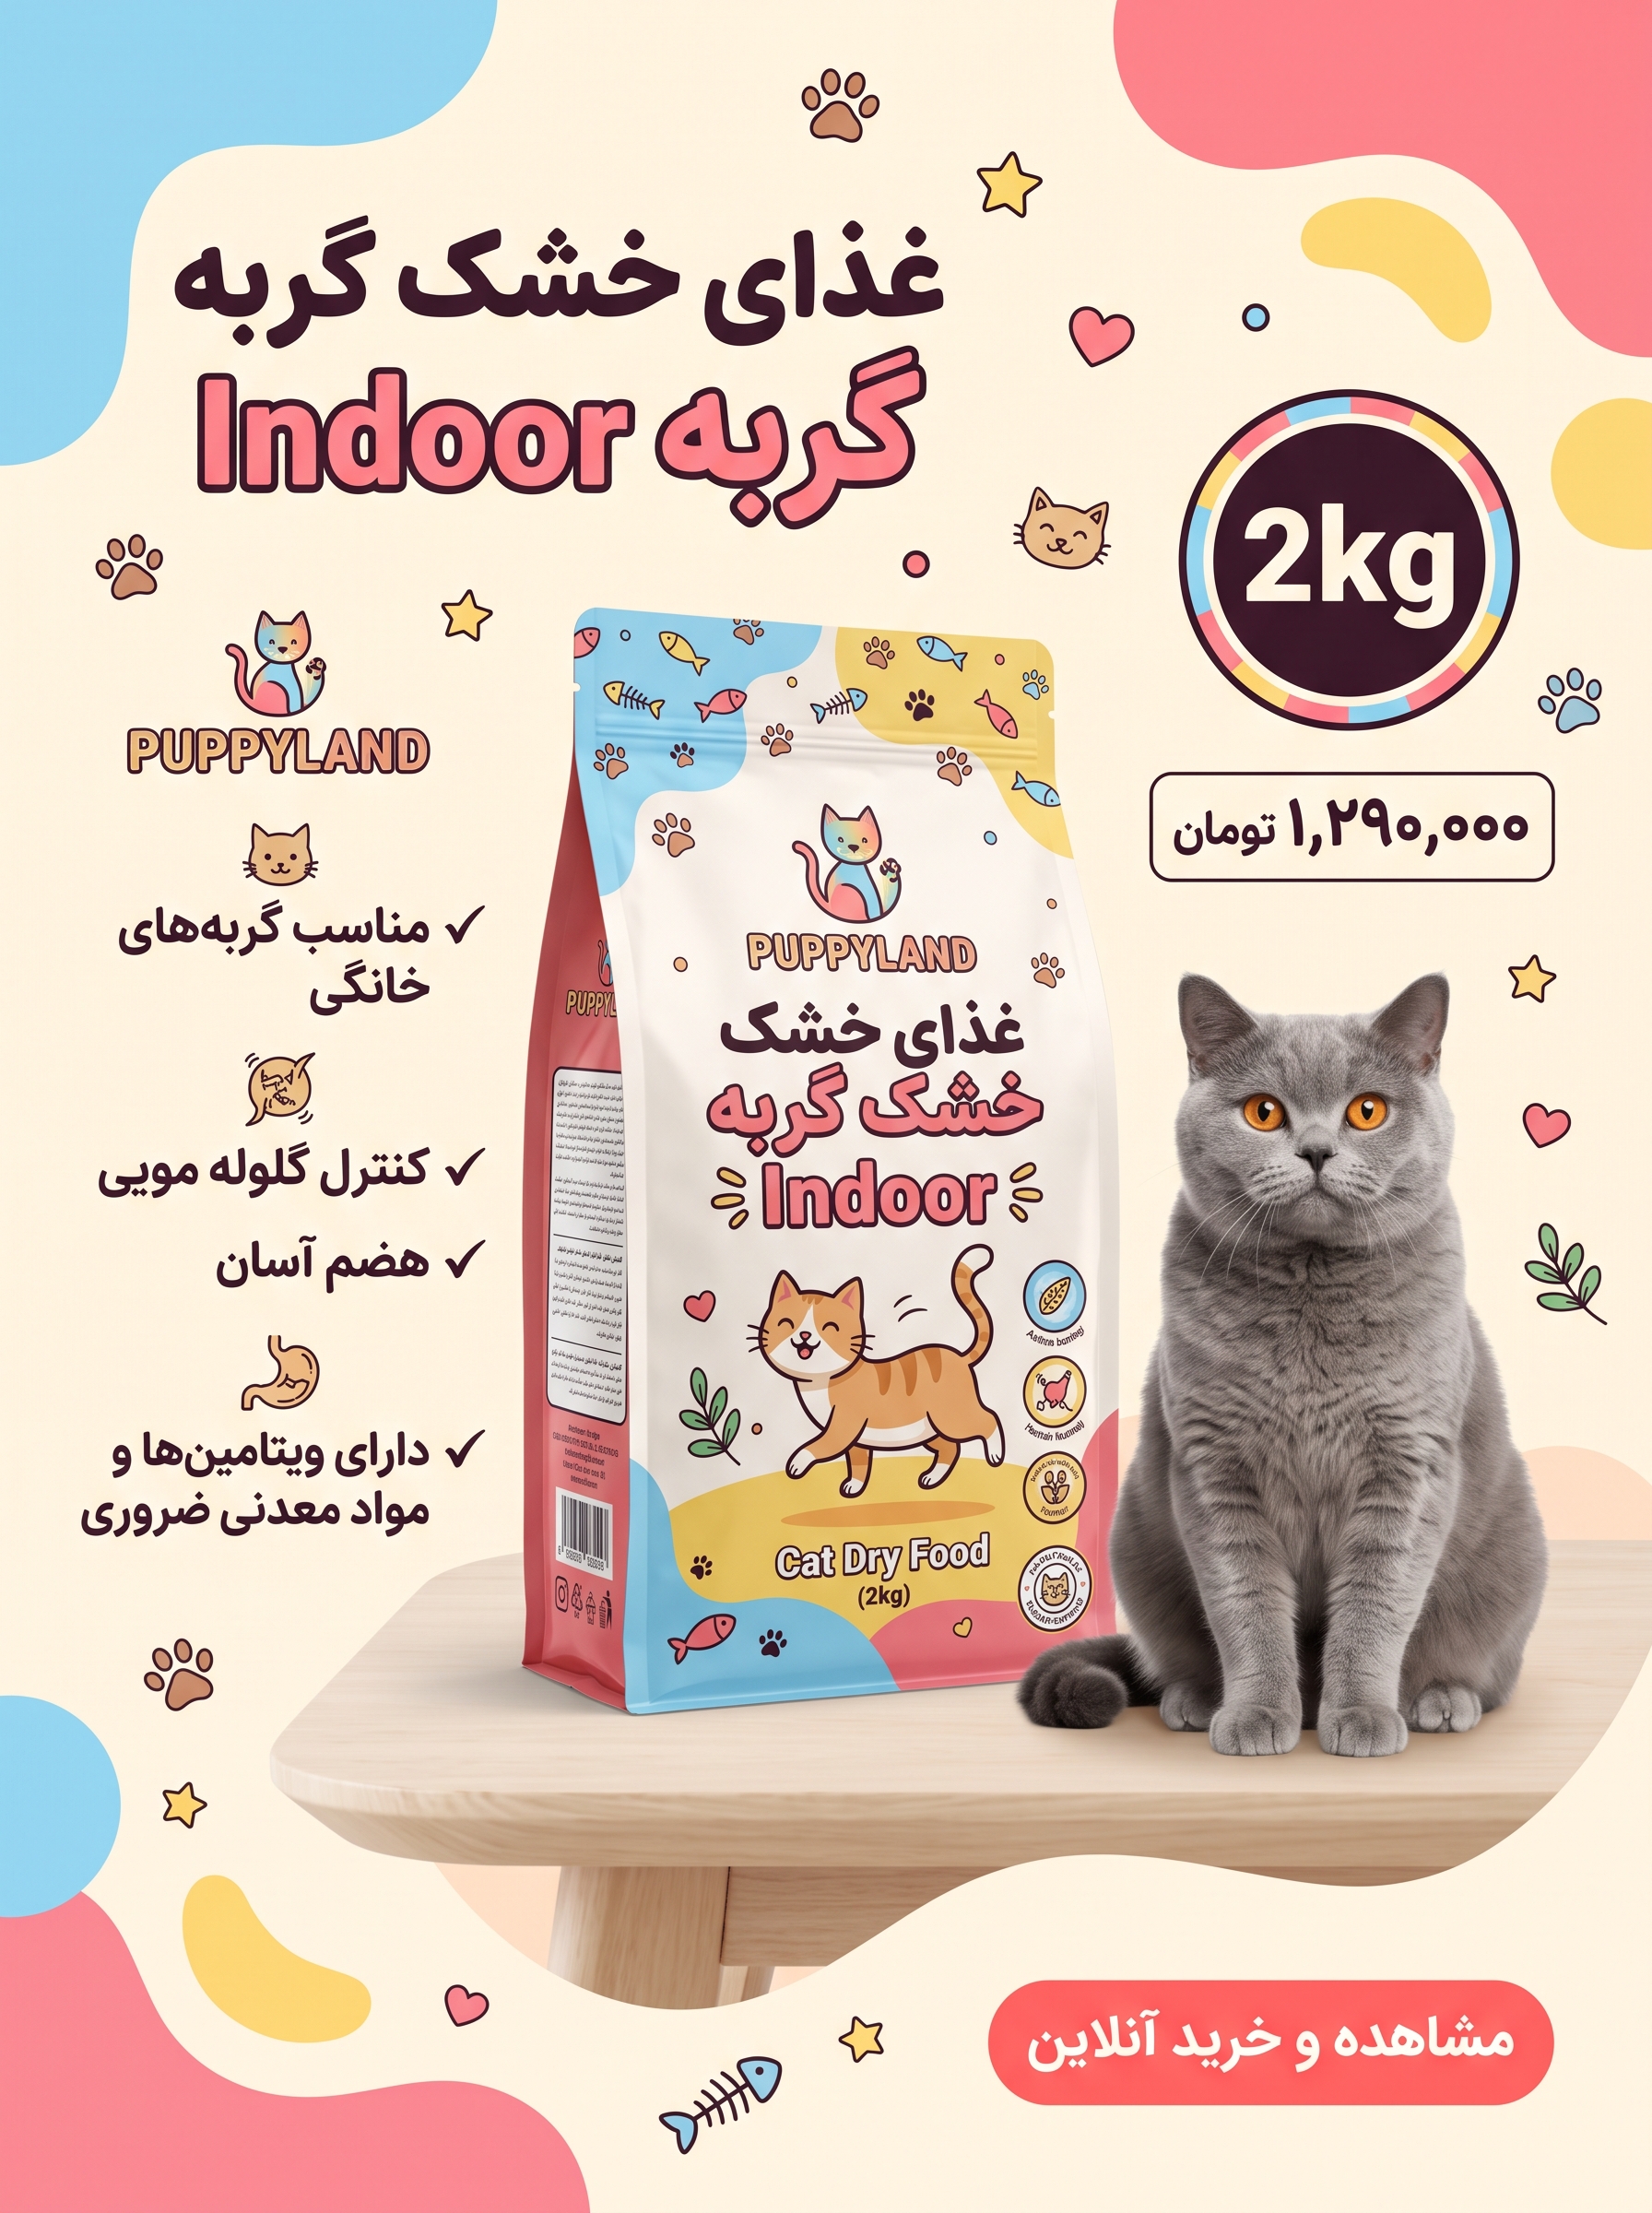 غذای خشک گربه
گربه Indoor
2kg
۱,۲۹۰,۰۰۰ تومان
PUPPYLAND
✓ مناسب گربه‌های
خانگی
✓ کنترل گلوله مویی
✓ هضم آسان
✓ دارای ویتامین‌ها و
مواد معدنی ضروری
PUPPYLAND
غذای خشک
خشک گربه
Indoor
Cat Dry Food
(2kg)
مشاهده و خرید آنلاین